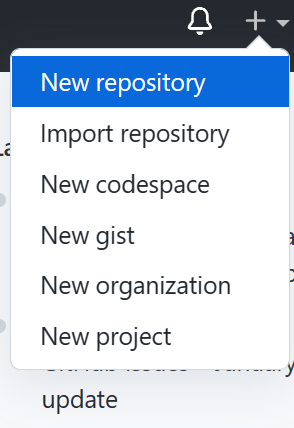 New repository
Import repository
New codespace
New gist
New organization
New project
update